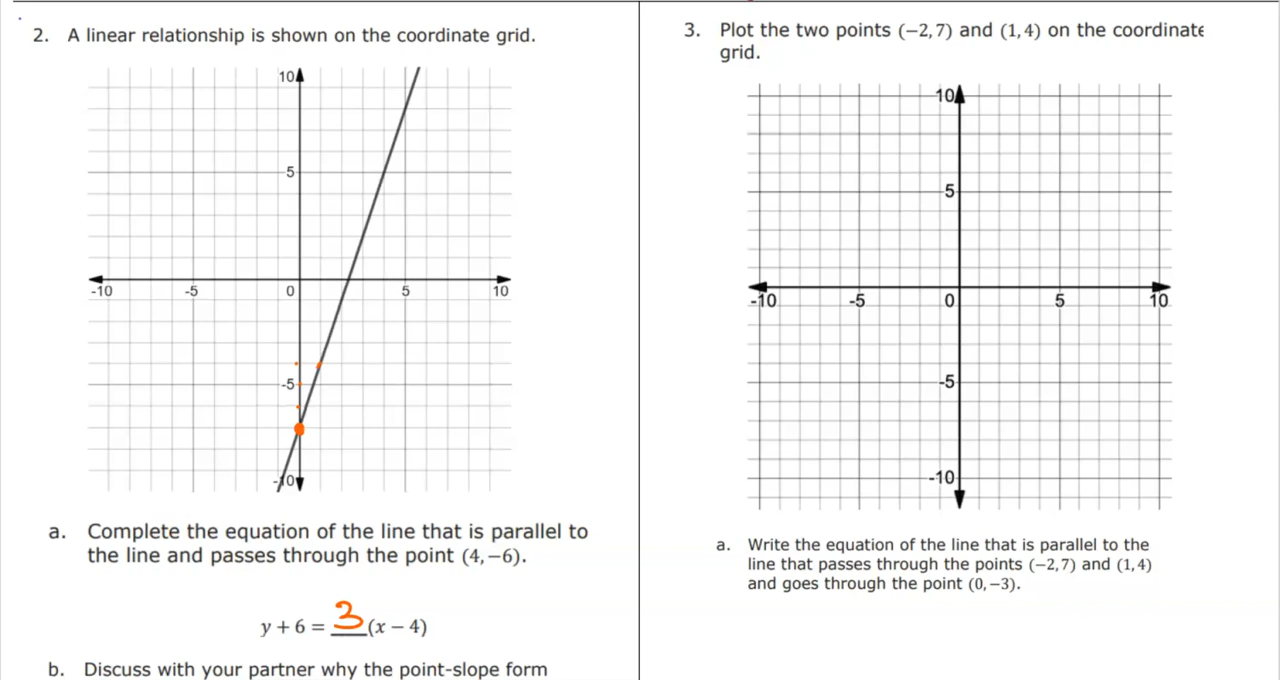 2. A linear relationship is shown on the coordinate grid.
10
5
-10 -5 0 5 10
-5
-10
a. Complete the equation of the line that is parallel to
the line and passes through the point (4, −6).
y + 6 = 3(x − 4)
b. Discuss with your partner why the point-slope form
3. Plot the two points (−2, 7) and (1, 4) on the coordinate
grid.
10
5
-10 -5 0 5 10
-5
-10
a. Write the equation of the line that is parallel to the
line that passes through the points (−2, 7) and (1, 4)
and goes through the point (0, −3).